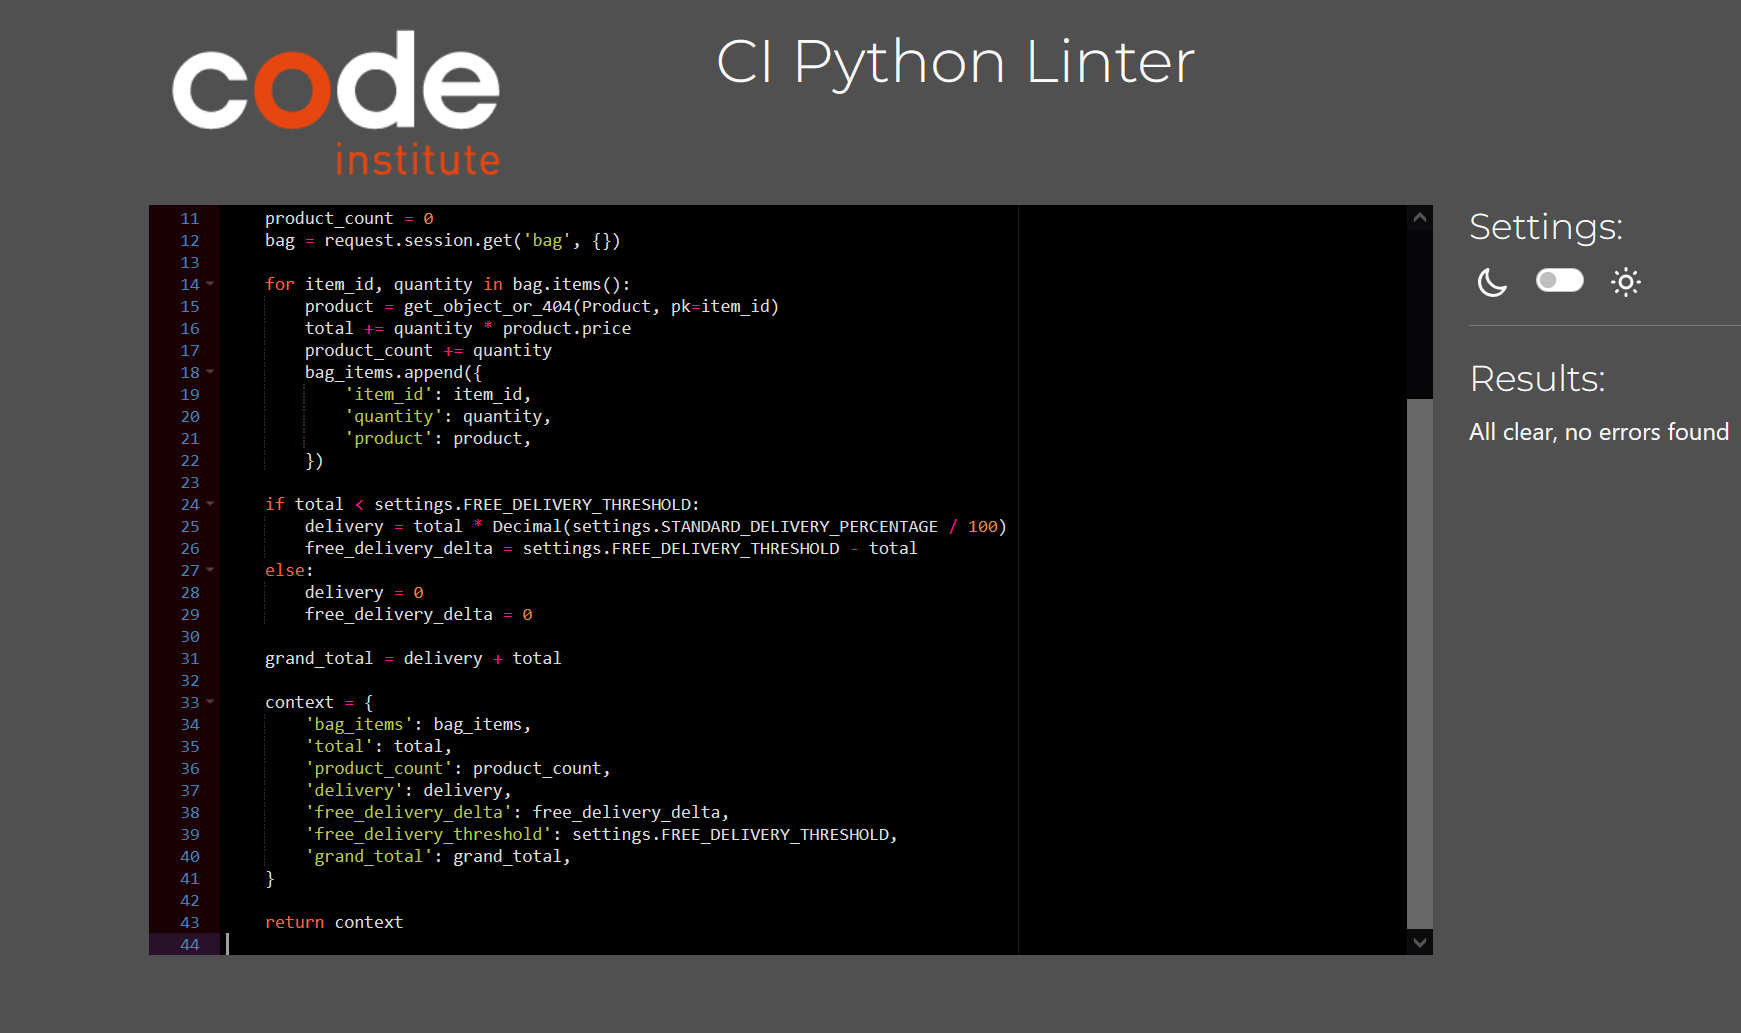 code
institute
CI Python Linter
11     product_count = 0
12     bag = request.session.get('bag', {})
13
14     for item_id, quantity in bag.items():
15         product = get_object_or_404(Product, pk=item_id)
16         total += quantity * product.price
17         product_count += quantity
18         bag_items.append({
19             'item_id': item_id,
20             'quantity': quantity,
21             'product': product,
22         })
23
24     if total < settings.FREE_DELIVERY_THRESHOLD:
25         delivery = total * Decimal(settings.STANDARD_DELIVERY_PERCENTAGE / 100)
26         free_delivery_delta = settings.FREE_DELIVERY_THRESHOLD - total
27     else:
28         delivery = 0
29         free_delivery_delta = 0
30
31     grand_total = delivery + total
32
33     context = {
34         'bag_items': bag_items,
35         'total': total,
36         'product_count': product_count,
37         'delivery': delivery,
38         'free_delivery_delta': free_delivery_delta,
39         'free_delivery_threshold': settings.FREE_DELIVERY_THRESHOLD,
40         'grand_total': grand_total,
41     }
42
43     return context
44
Settings:
Results:
All clear, no errors found